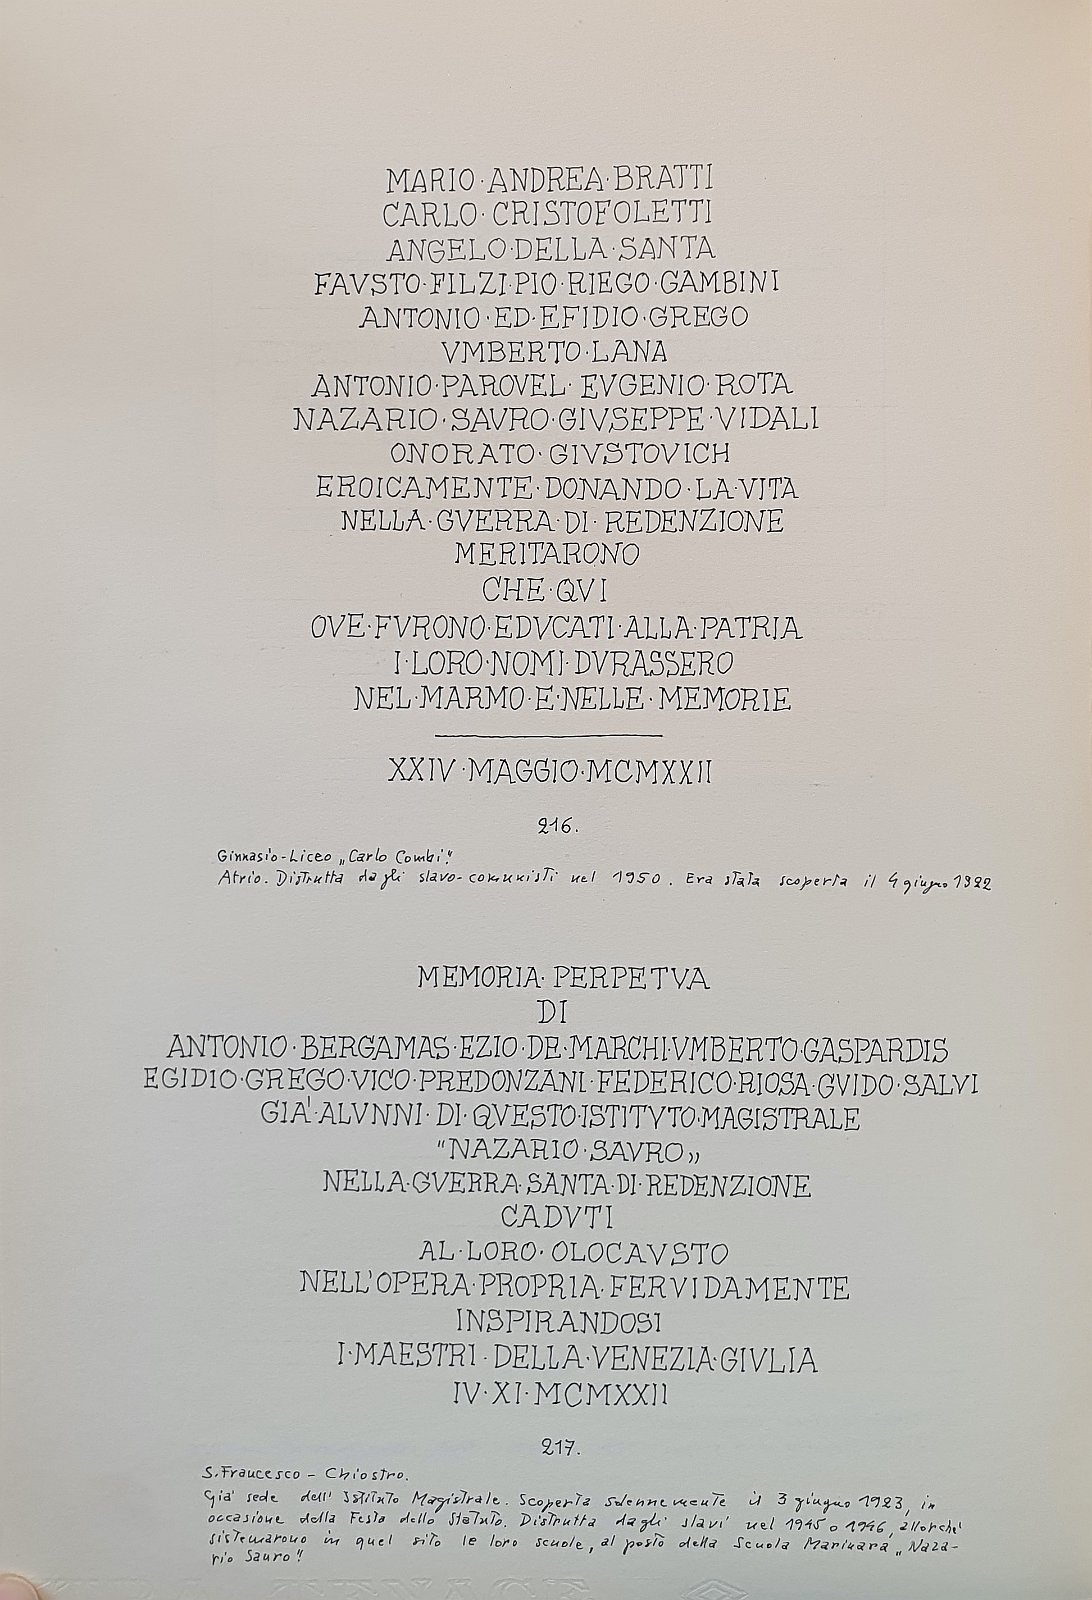 MARIO·ANDREA·BRATTI
CARLO·CRISTOFOLETTI
ANGELO·DELLA·SANTA
FAVSTO·FILZI·PIO·RIEGO·GAMBINI
ANTONIO·ED·EFIDIO·GREGO
VMBERTO·LANA
ANTONIO·PAROVEL·EVGENIO·ROTA
NAZARIO·SAVRO·GIVSEPPE·VIDALI
ONORATO·GIVSTOVICH
EROICAMENTE·DONANDO·LA·VITA
NELLA·GVERRA·DI·REDENZIONE
MERITARONO
CHE·QVI
OVE·FVRONO·EDVCATI·ALLA·PATRIA
I·LORO·NOMI·DVRASSERO
NEL·MARMO·E·NELLE·MEMORIE
XXIV·MAGGIO·MCMXXII
216.
Ginnasio-Liceo „Carlo Combi".
Atrio. Distrutta dagli slavo-comunisti nel 1950. Era stata scoperta il 4 giugno 1922
MEMORIA·PERPETVA
DI
ANTONIO·BERGAMAS·EZIO·DE·MARCHI·VMBERTO·GASPARDIS
EGIDIO·GREGO·VICO·PREDONZANI·FEDERICO·RIOSA·GVIDO·SALVI
GIA'·ALVNNI·DI·QVESTO·ISTITVTO·MAGISTRALE
"NAZARIO·SAVRO„
NELLA·GVERRA·SANTA·DI·REDENZIONE
CADVTI
AL·LORO·OLOCAVSTO
NELL'OPERA·PROPRIA·FERVIDAMENTE
INSPIRANDOSI
I·MAESTRI·DELLA·VENEZIA·GIVLIA
IV·XI·MCMXXII
217.
S. Francesco - Chiostro.
Gia' sede dell' Istituto Magistrale. Scoperta solennemente il 3 giugno 1923, in
occasione della Festa dello Statuto. Distrutta dagli slavi nel 1945 o 1946, allorche'
sistemarono in quel sito le loro scuole, al posto della Scuola Marinara „Naza-
rio Sauro".